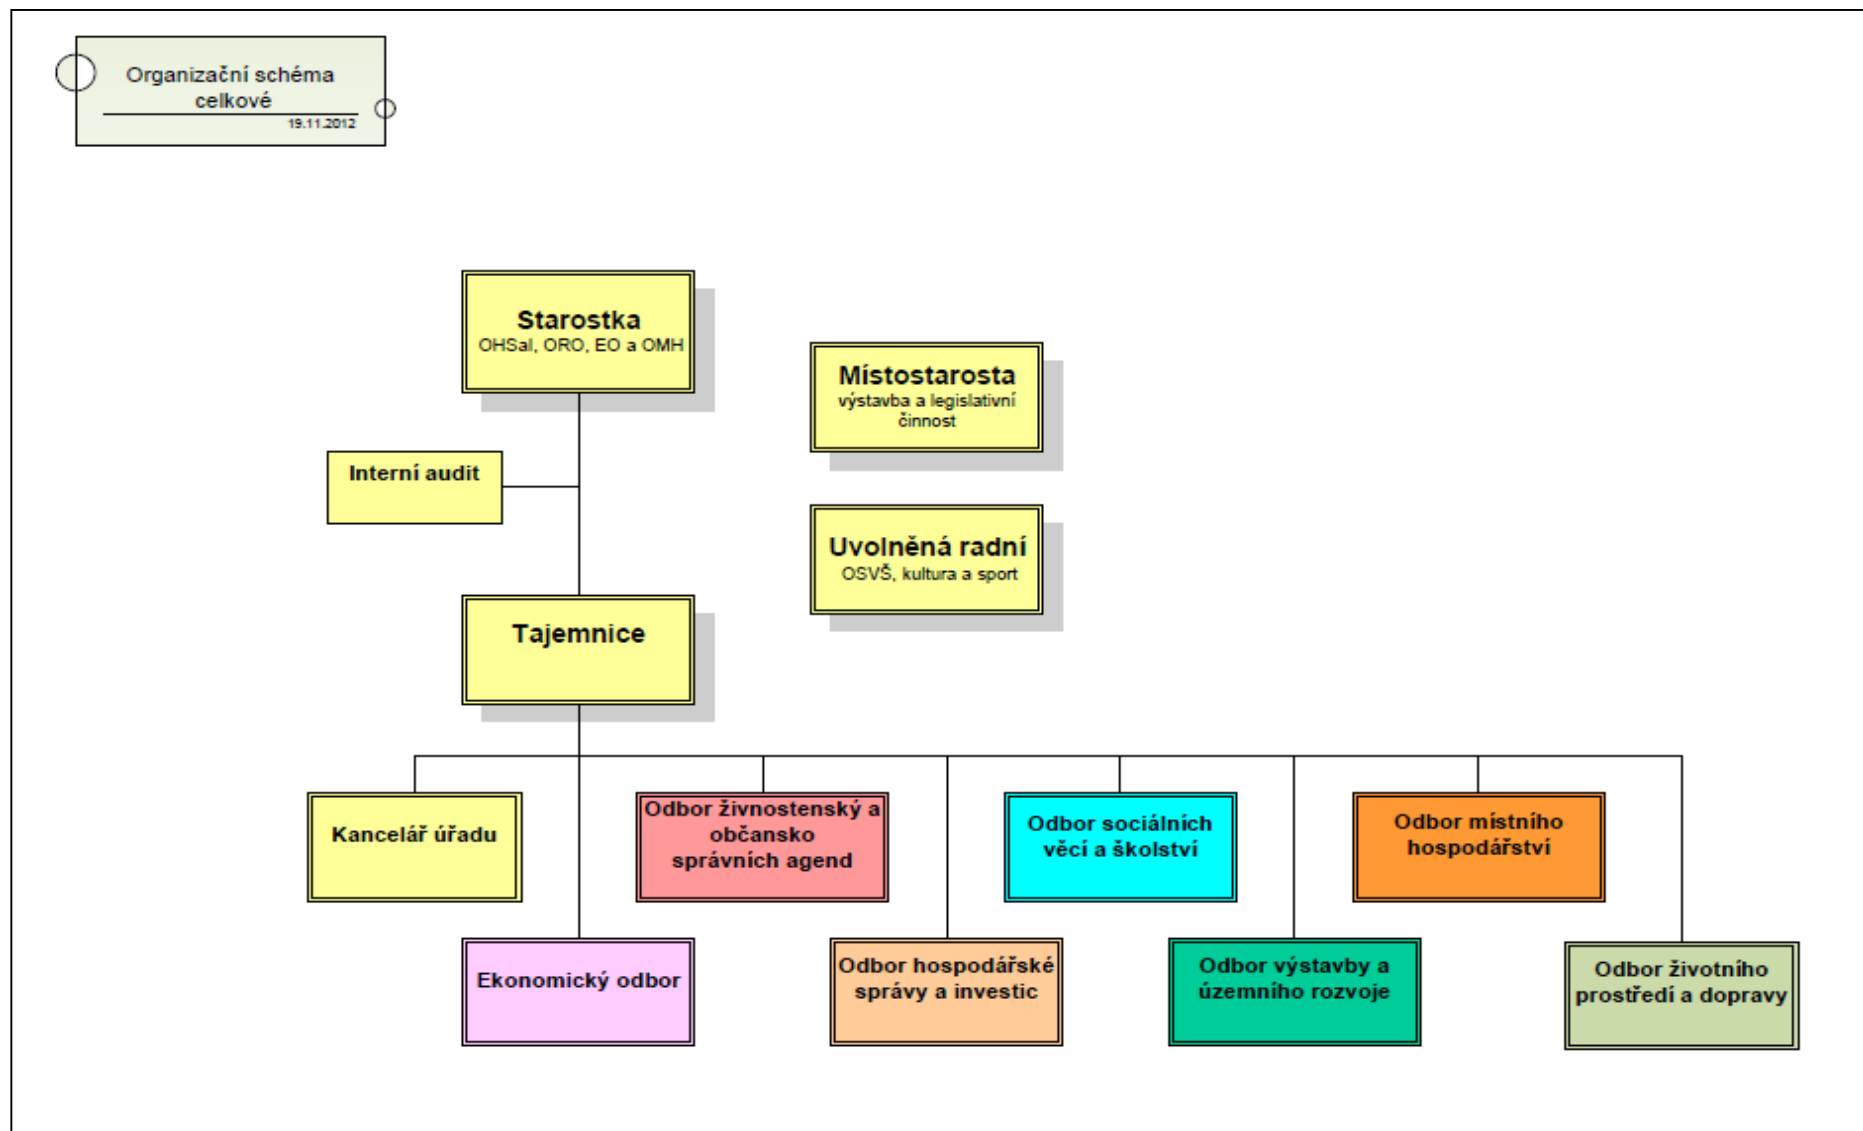 Organizační schéma
celkové
19.11.2012
Starostka
OHSaI, ORO, EO a OMH
Místostarosta
výstavba a legislativní
činnost
Interní audit
Uvolněná radní
OSVŠ, kultura a sport
Tajemnice
Kancelář úřadu
Odbor živnostenský a
občansko
správních agend
Odbor sociálních
věcí a školství
Odbor místního
hospodářství
Ekonomický odbor
Odbor hospodářské
správy a investic
Odbor výstavby a
územního rozvoje
Odbor životního
prostředí a dopravy